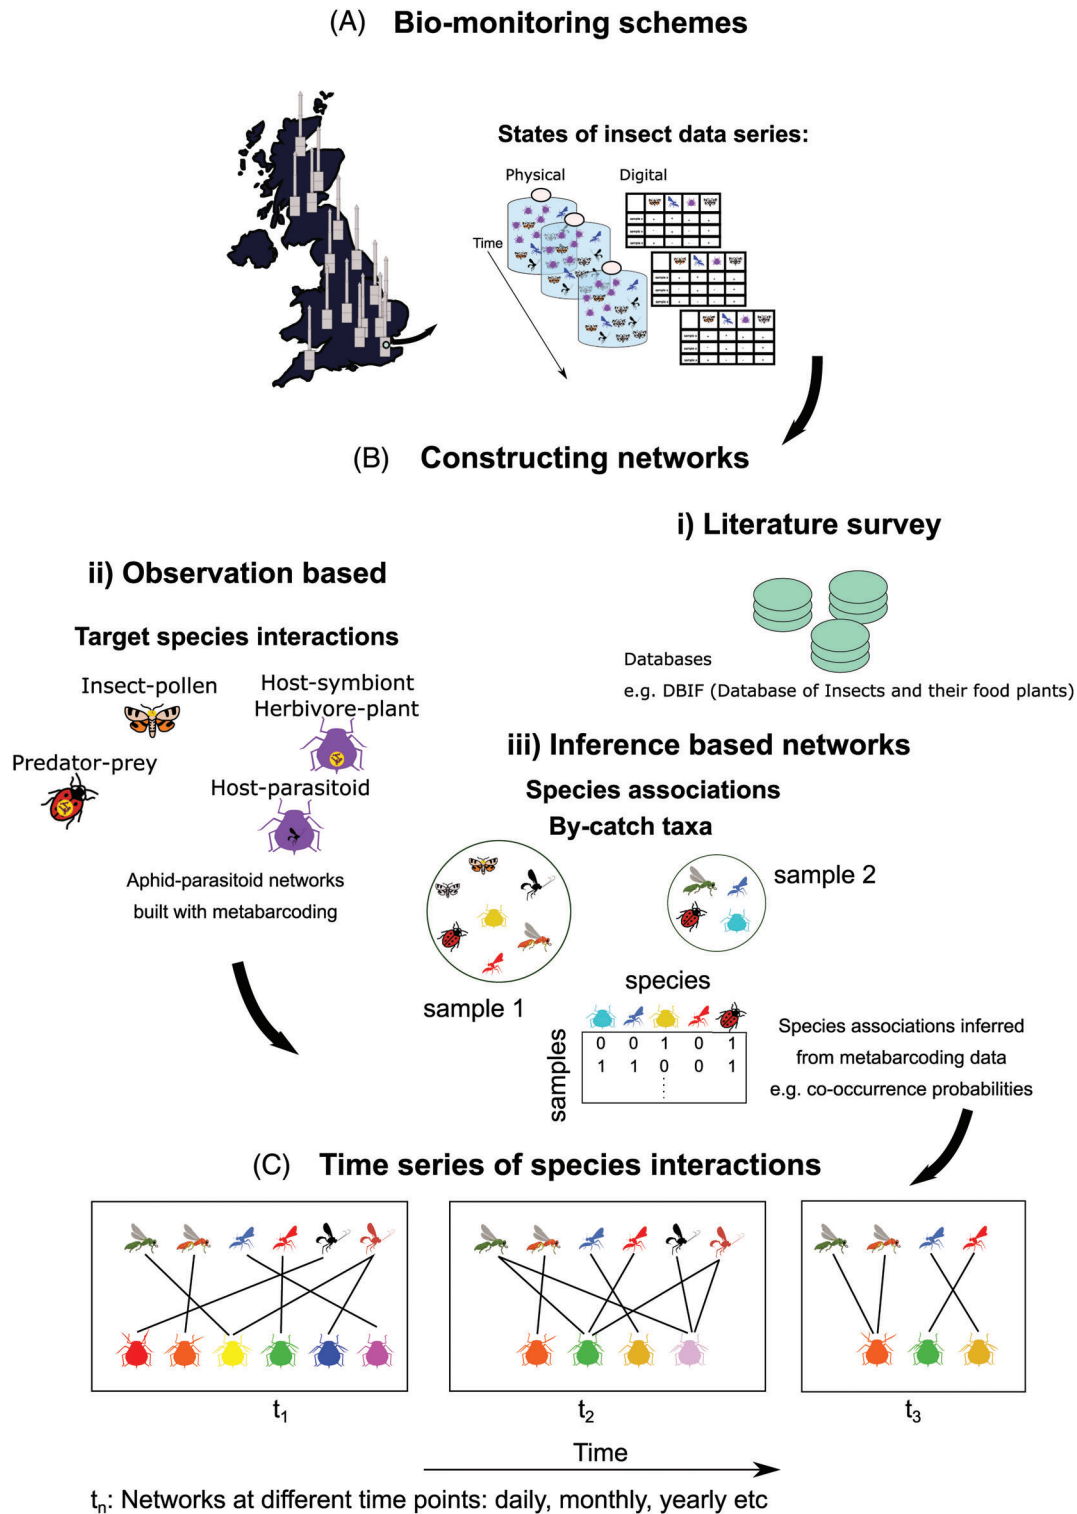 (A) Bio-monitoring schemes
States of insect data series:
Physical
Digital
Time
(B) Constructing networks
i) Literature survey
Databases
e.g. DBIF (Database of Insects and their food plants)
ii) Observation based
Target species interactions
Insect-pollen
Host-symbiont
Herbivore-plant
Predator-prey
Host-parasitoid
Aphid-parasitoid networks
built with metabarcoding
iii) Inference based networks
Species associations
By-catch taxa
sample 1
sample 2
species
samples
0 0 1 0 1
1 1 0 0 1
Species associations inferred
from metabarcoding data
e.g. co-occurrence probabilities
(C) Time series of species interactions
t1
t2
t3
Time
tn: Networks at different time points: daily, monthly, yearly etc